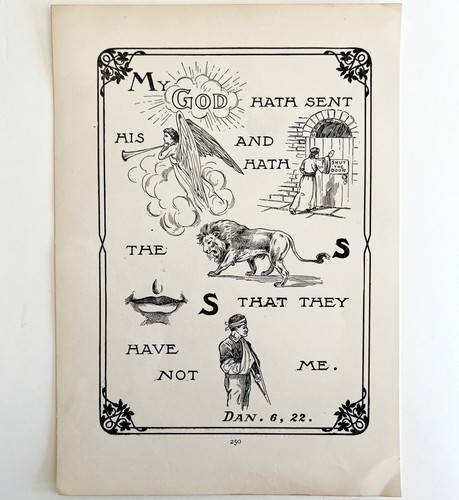 My GOD HATH SENT
HIS AND
HATH
SHUT
THE
DOOR
THE S
S THAT THEY
HAVE
NOT ME.
DAN. 6, 22.
250